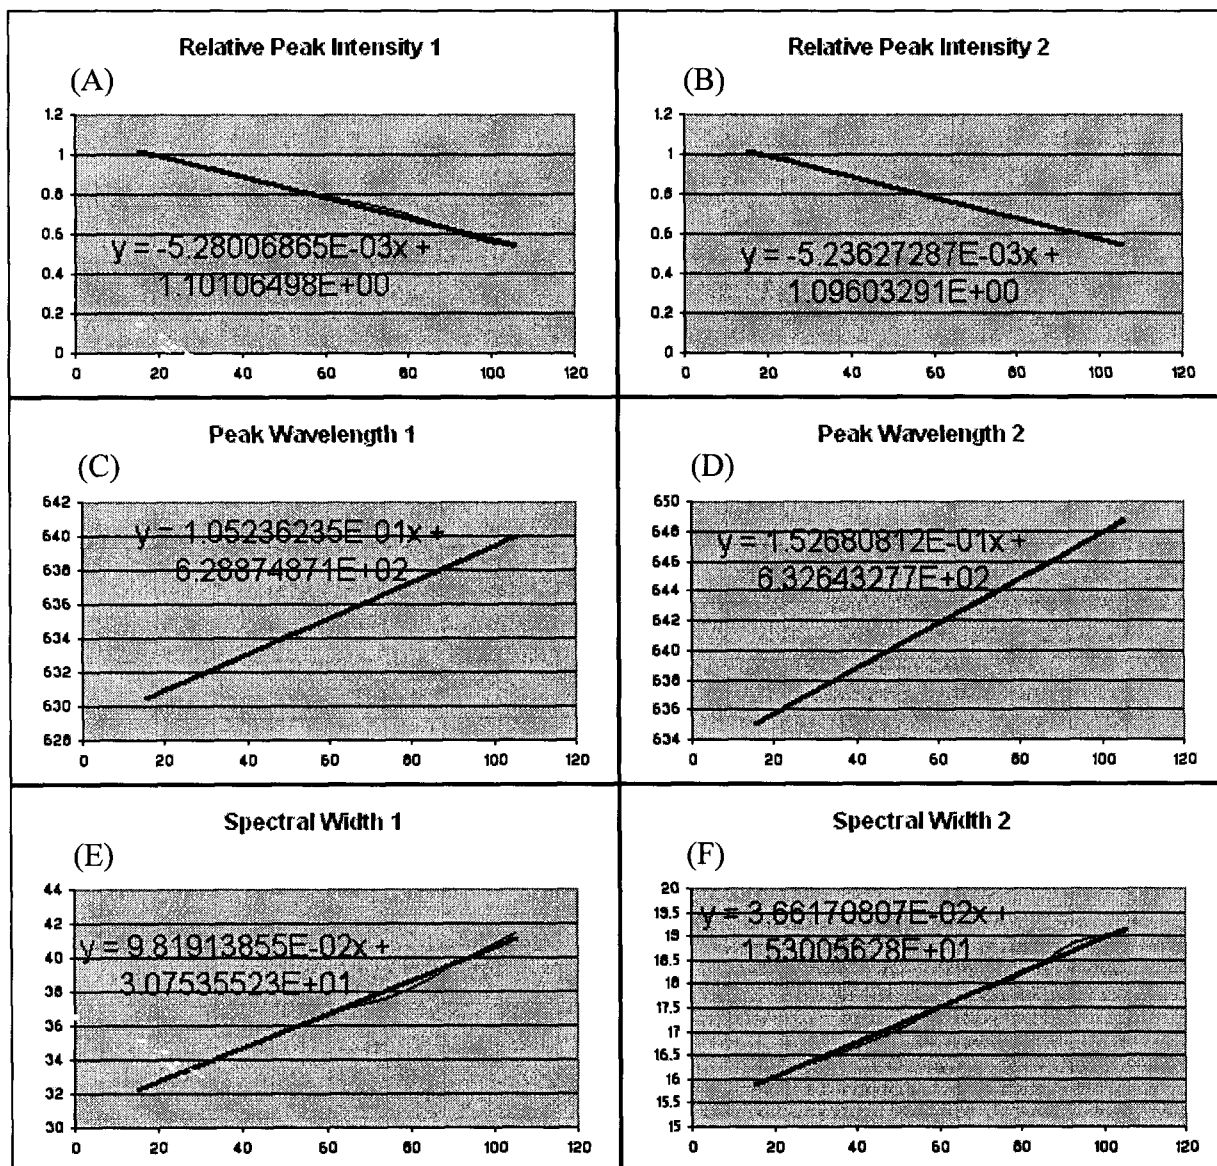 Relative Peak Intensity 1
(A)
1.2
1
0.8
0.6
0.4
0.2
0
y = -5.28006865E-03x +
1.10106498E+00
0 20 40 60 80 100 120
Relative Peak Intensity 2
(B)
1.2
1
0.8
0.6
0.4
0.2
0
y = -5.23627287E-03x +
1.09603291E+00
0 20 40 60 80 100 120
Peak Wavelength 1
(C)
642
640
638
636
634
632
630
628
y = 1.05236235E-01x +
6.28874871E+02
0 20 40 60 80 100 120
Peak Wavelength 2
(D)
650
648
646
644
642
640
638
636
634
y = 1.52680812E-01x +
6.32643277E+02
0 20 40 60 80 100 120
Spectral Width 1
(E)
44
42
40
38
36
34
32
30
y = 9.81913855E-02x +
3.07535523E+01
0 20 40 60 80 100 120
Spectral Width 2
(F)
20
19.5
19
18.5
18
17.5
17
16.5
16
15.5
15
y = 3.66170807E-02x +
1.53005628E+01
0 20 40 60 80 100 120